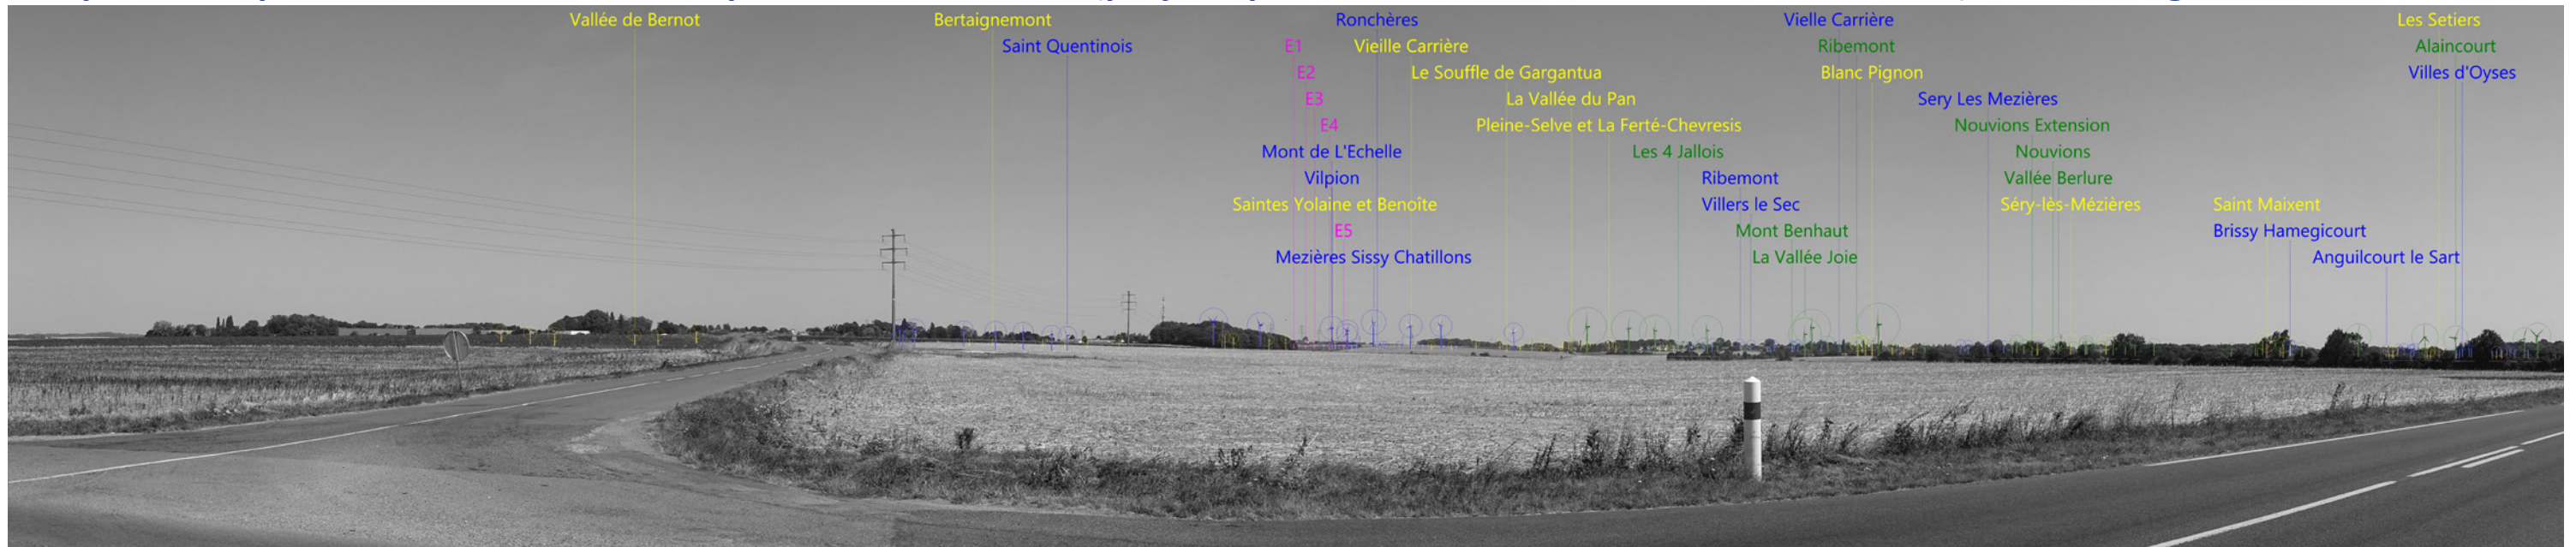 Vallée de Bernot Bertaignemont Ronchères Vielle Carrière Les Setiers
Saint Quentinois E1 Vieille Carrière Ribemont Alaincourt
E2 Le Souffle de Gargantua Blanc Pignon Villes d'Oyses
E3 La Vallée du Pan Sery Les Mezières
E4 Pleine-Selve et La Ferté-Chevresis Nouvions Extension
Mont de L'Echelle Les 4 Jallois Nouvions
Vilpion Ribemont Vallée Berlure
Saintes Yolaine et Benoîte Villers le Sec Séry-lès-Mézières Saint Maixent
E5 Mont Benhaut Brissy Hamegicourt
Mezières Sissy Chatillons La Vallée Joie Anguilcourt le Sart